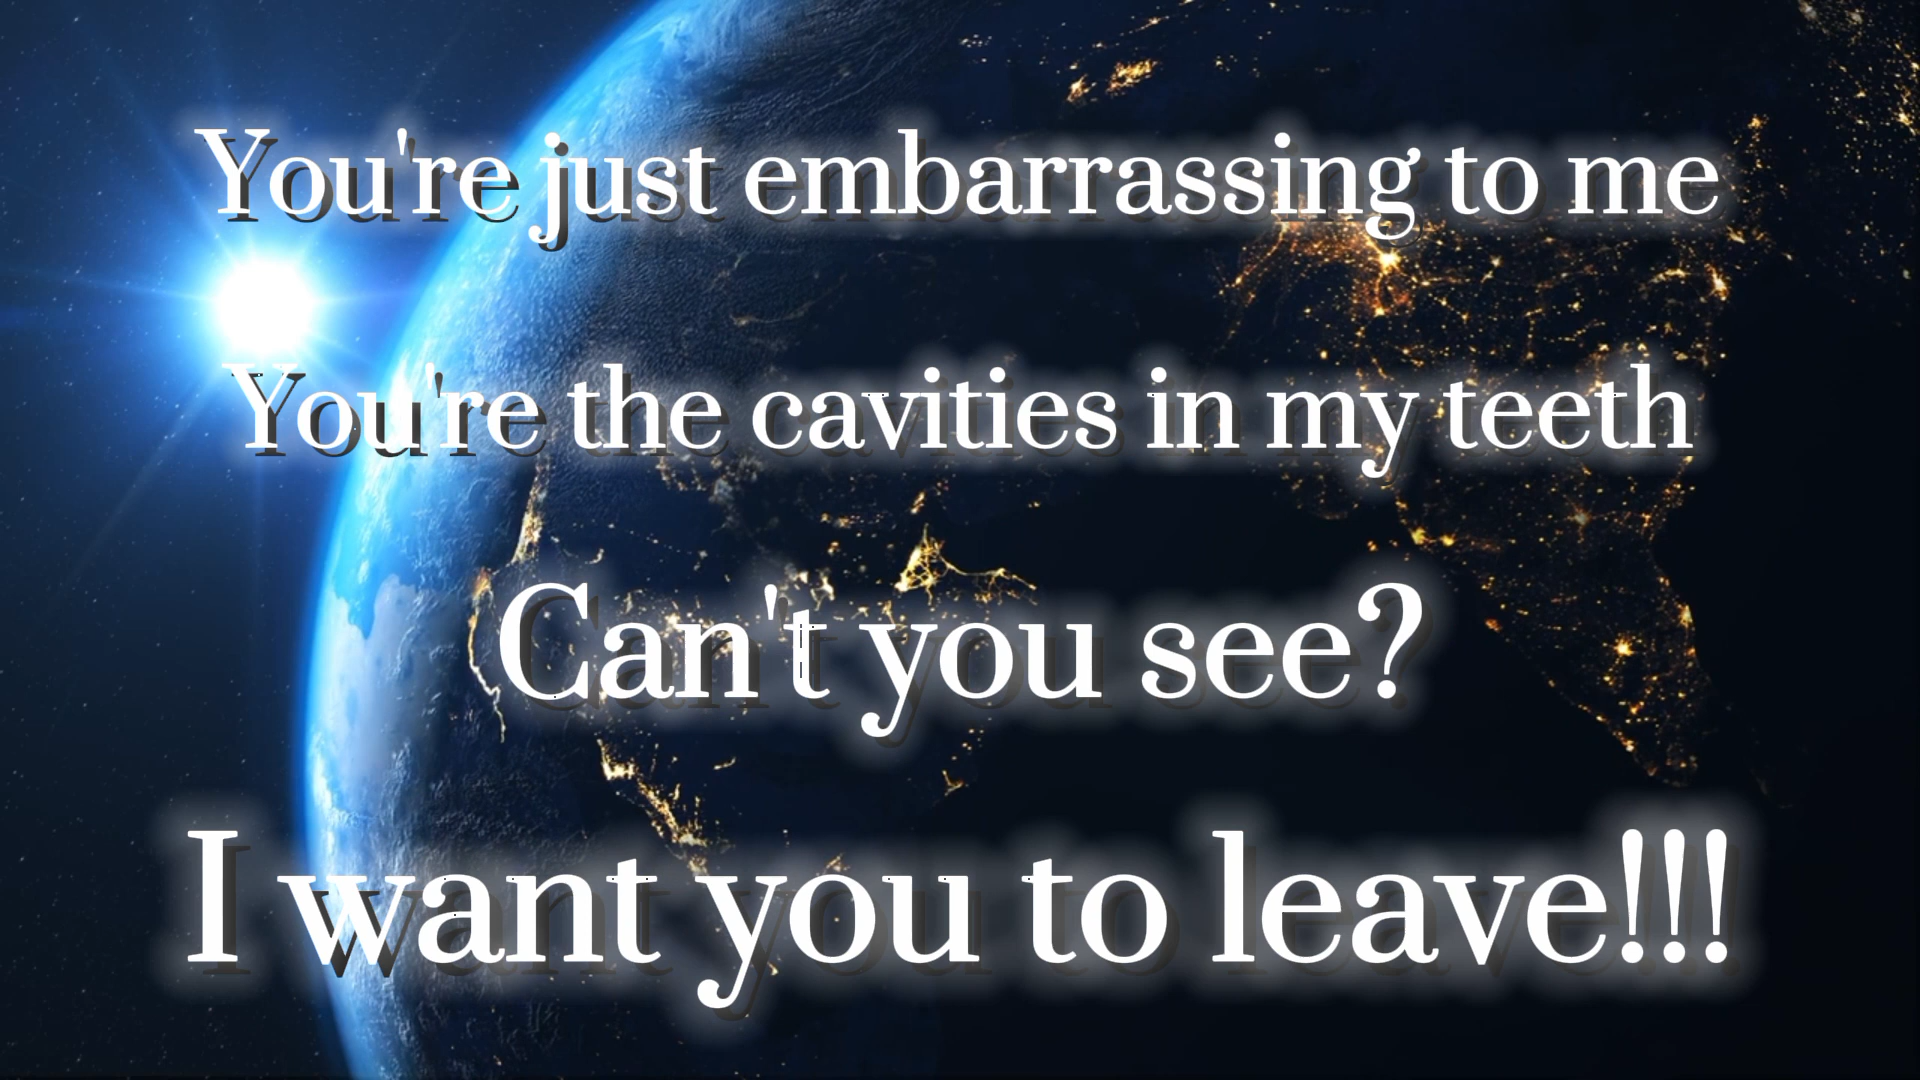 You're just embarrassing to me
You're the cavities in my teeth
Can't you see?
I want you to leave!!!